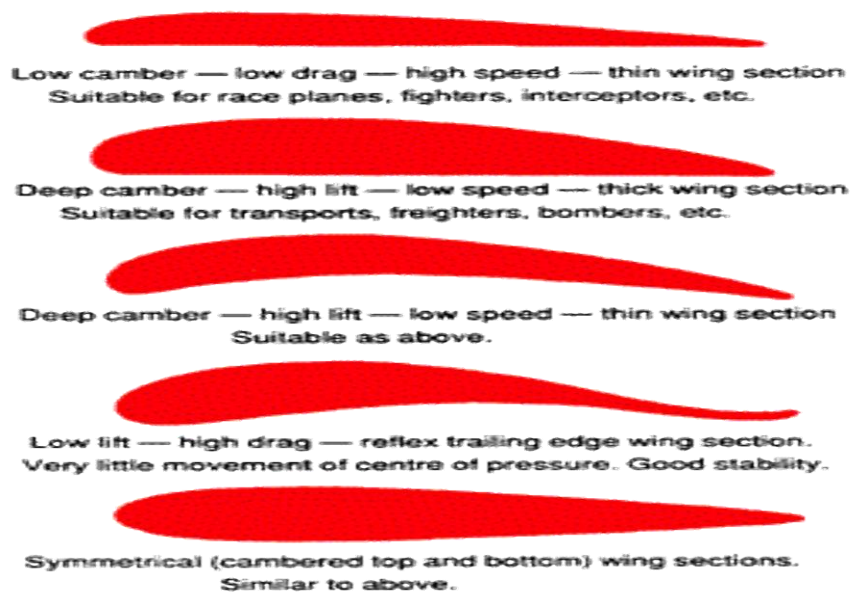 Low camber — low drag — high speed — thin wing section
Suitable for race planes, fighters, interceptors, etc.
Deep camber — high lift — low speed — thick wing section
Suitable for transports, freighters, bombers, etc.
Deep camber — high lift — low speed — thin wing section
Suitable as above.
Low lift — high drag — reflex trailing edge wing section.
Very little movement of centre of pressure. Good stability.
Symmetrical (cambered top and bottom) wing sections.
Similar to above.